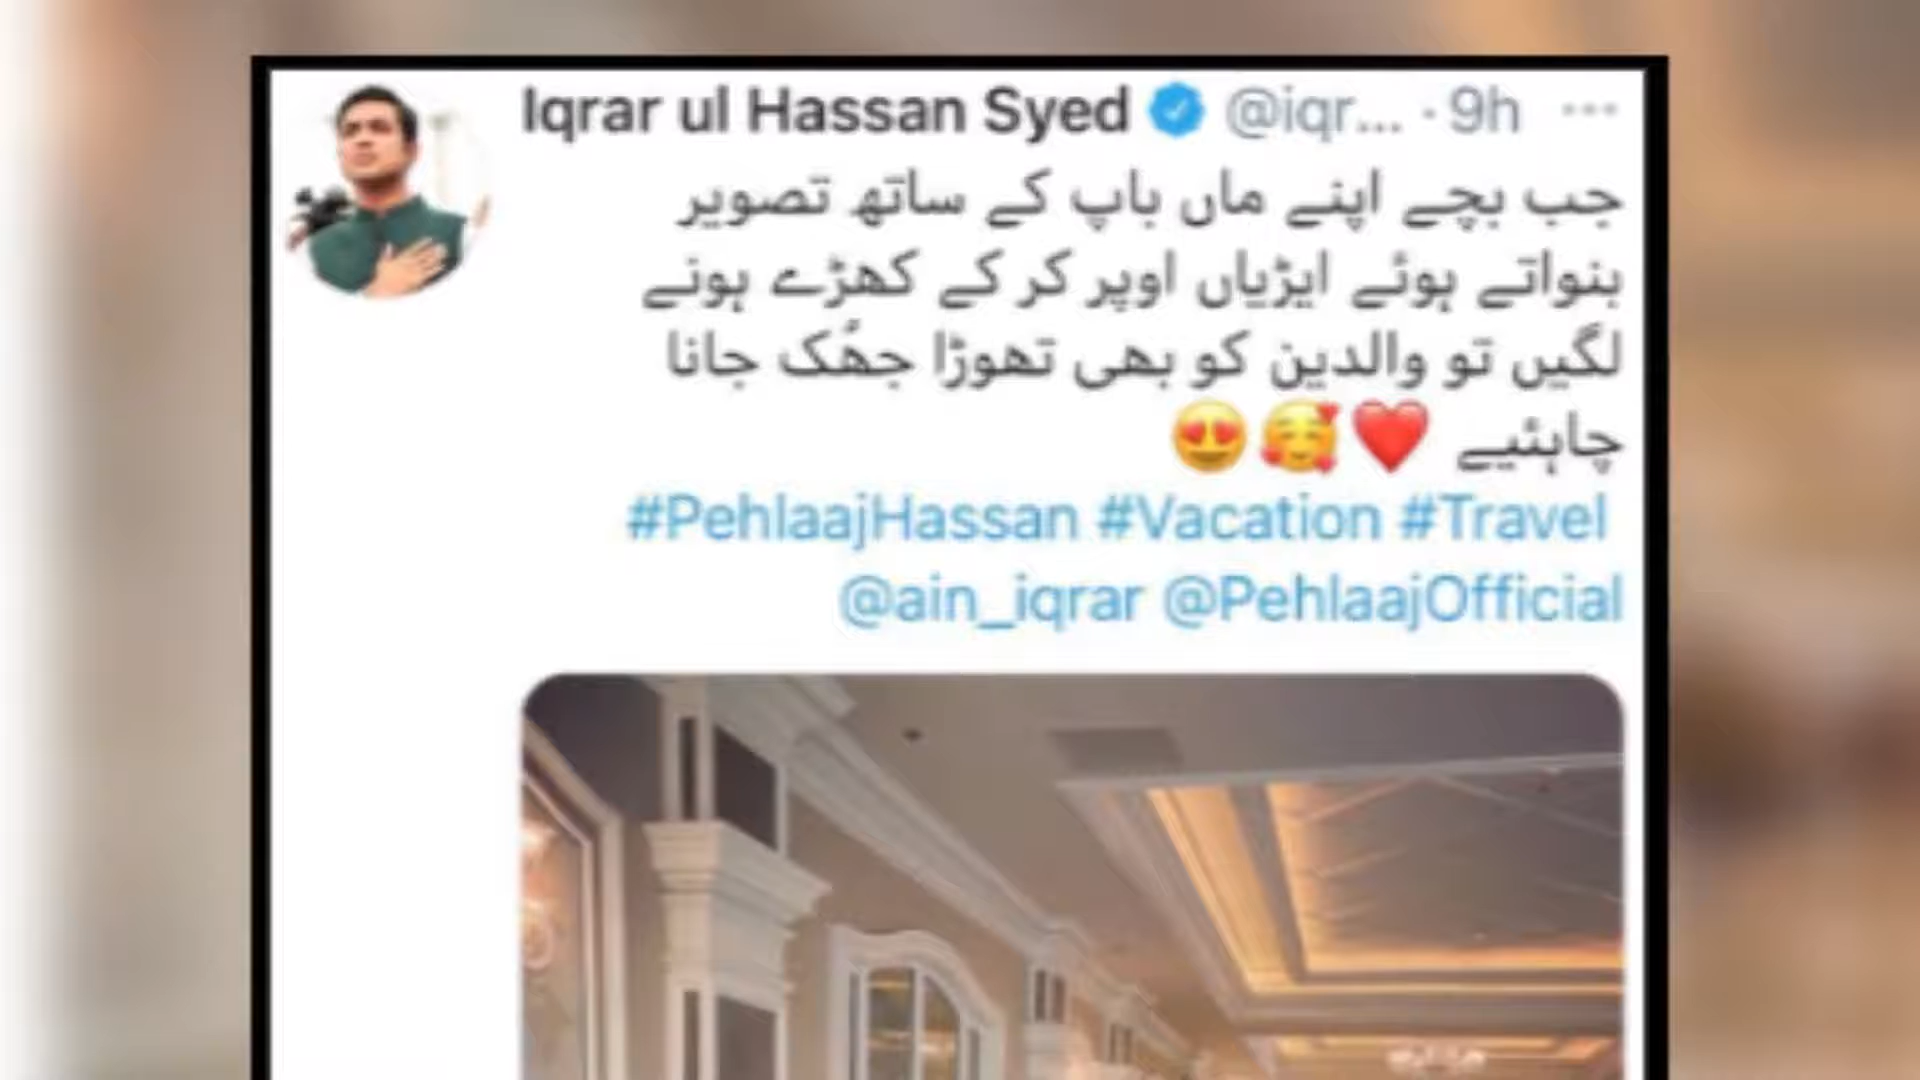 Iqrar ul Hassan Syed @iqr... · 9h ...
جب بچے اپنے ماں باپ کے ساتھ تصویر
بنواتے ہوئے ایڑیاں اوپر کر کے کھڑے ہونے
لگیں تو والدین کو بھی تھوڑا جھُک جانا
چاہئیے ❤️🥰😍
#PehlaajHassan #Vacation #Travel
@ain_iqrar @PehlaajOfficial